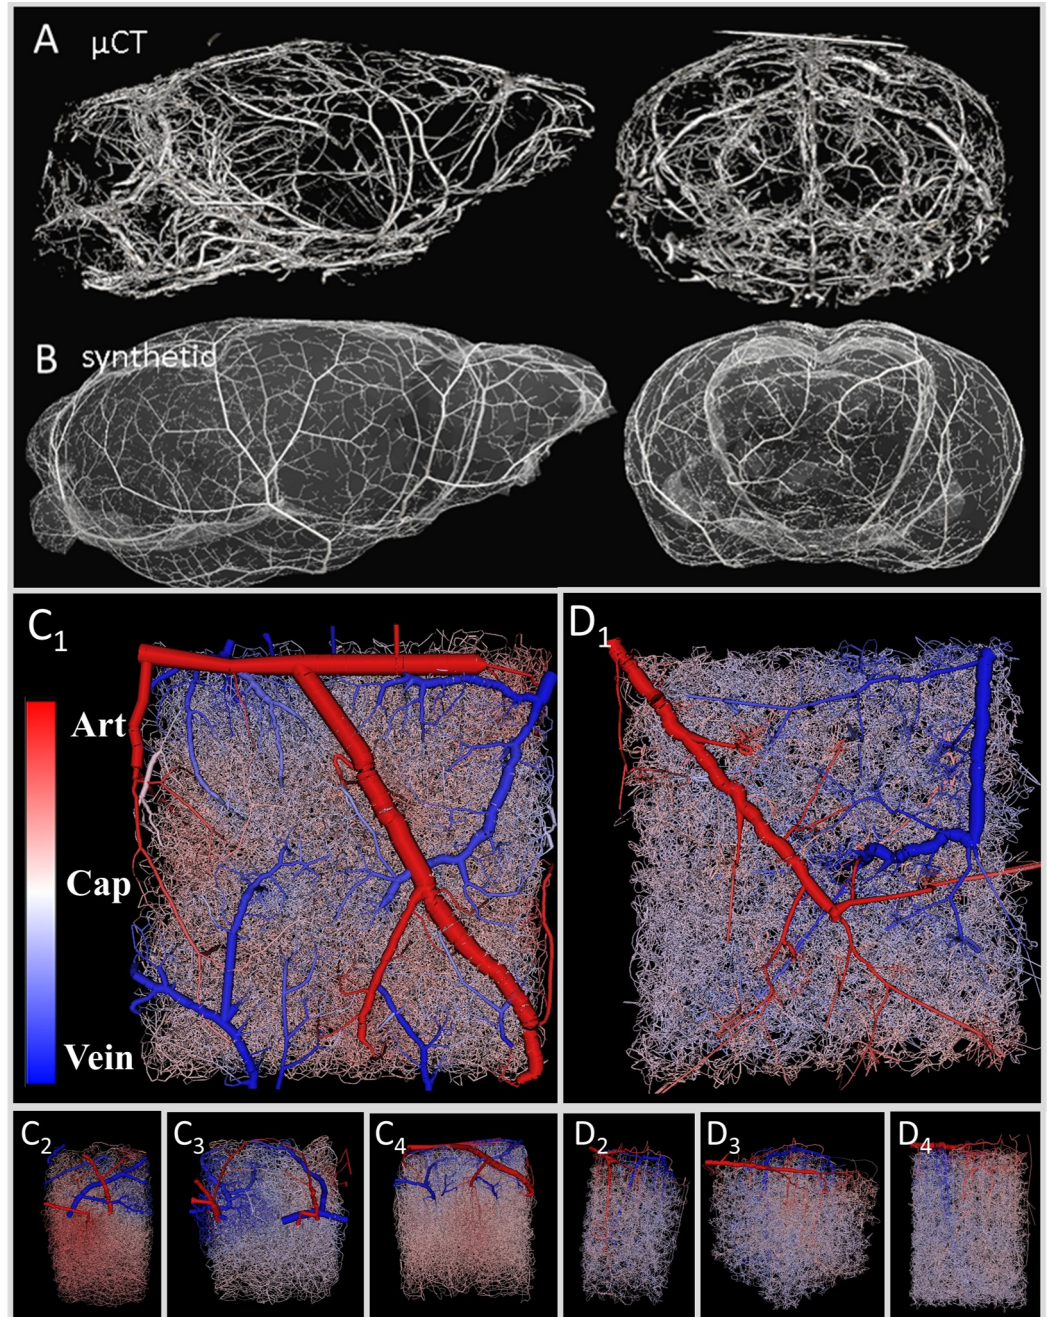 A μCT
B synthetic
C1
D1
Art
Cap
Vein
C2
C3
C4
D2
D3
D4